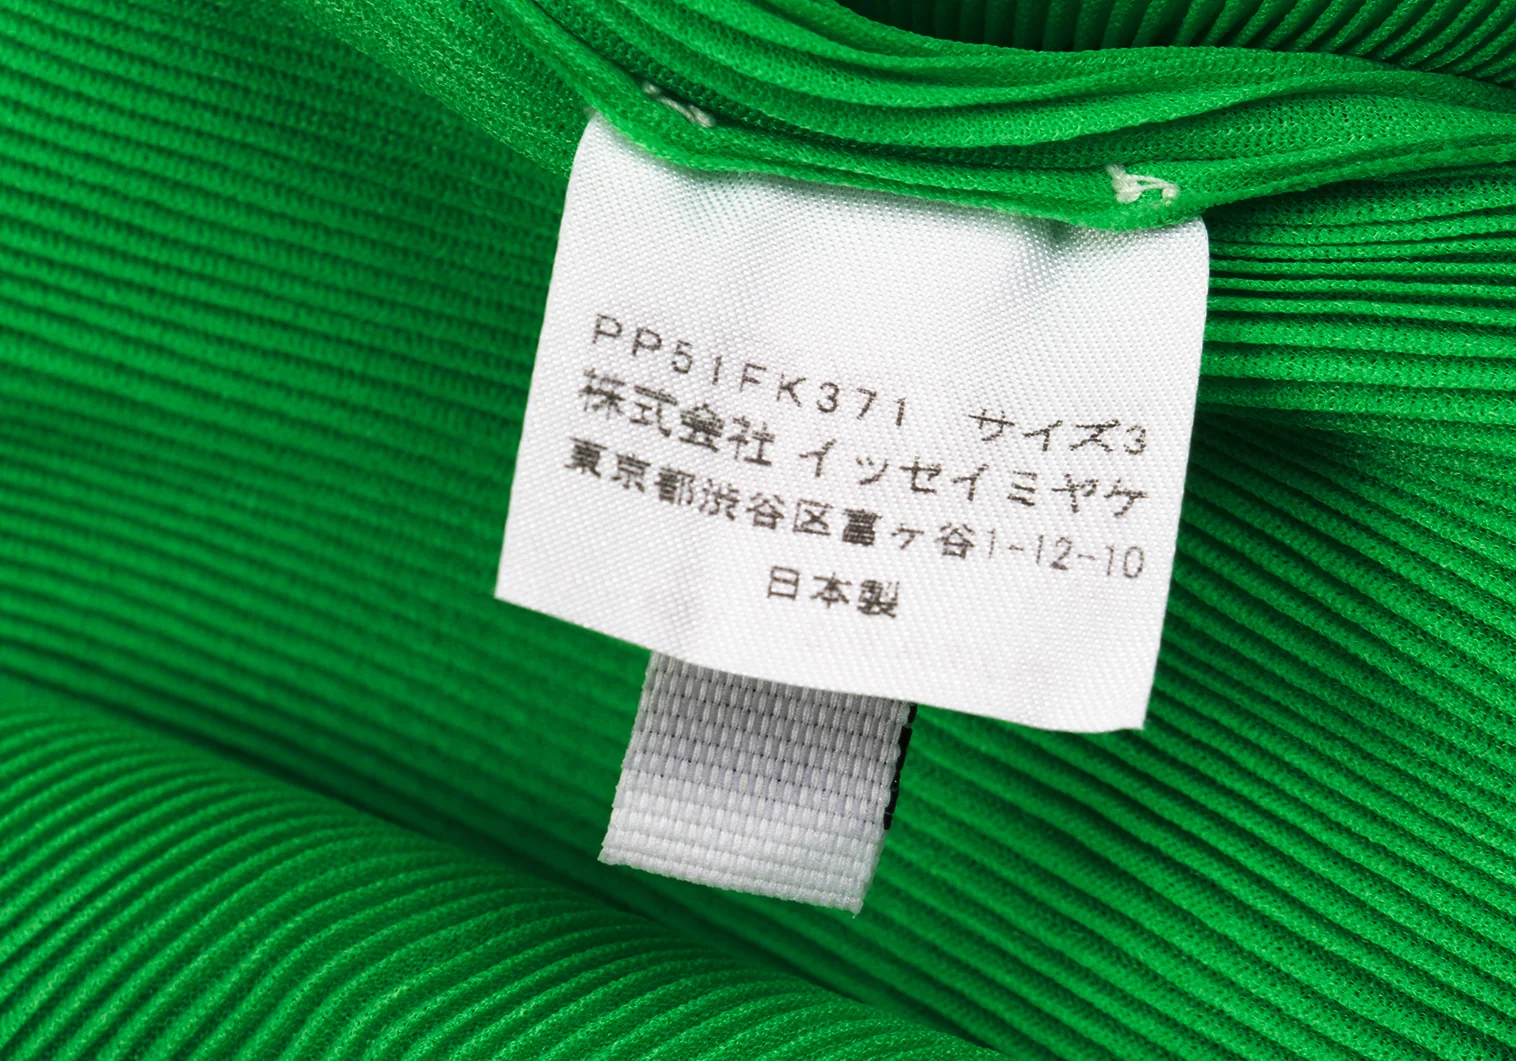 PP51FK371 サイズ3
株式会社 イッセイミヤケ
東京都渋谷区富ヶ谷1-12-10
日本製